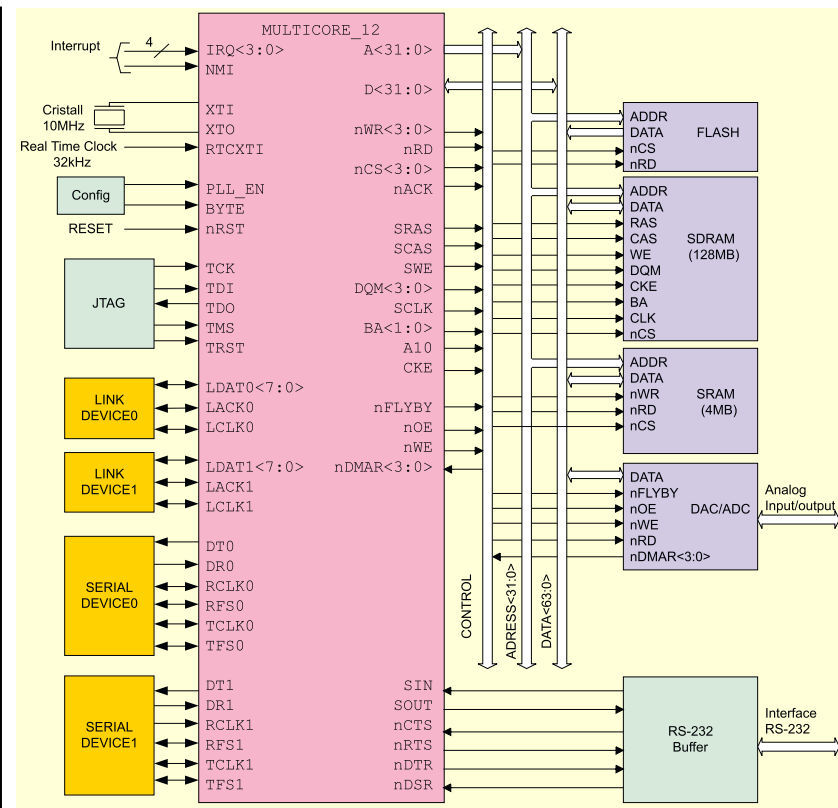 MULTICORE_12
Interrupt
4
IRQ<3:0>
NMI
Cristall
10MHz
XTI
XTO
Real Time Clock
32kHz
RTCXTI
Config
PLL_EN
BYTE
RESET
nRST
JTAG
TCK
TDI
TDO
TMS
TRST
LINK
DEVICE0
LDAT0<7:0>
LACK0
LCLK0
LINK
DEVICE1
LDAT1<7:0>
LACK1
LCLK1
SERIAL
DEVICE0
DT0
DR0
RCLK0
RFS0
TCLK0
TFS0
SERIAL
DEVICE1
DT1
DR1
RCLK1
RFS1
TCLK1
TFS1
A<31:0>
D<31:0>
nWR<3:0>
nRD
nCS<3:0>
nACK
SRAS
SCAS
SWE
DQM<3:0>
SCLK
BA<1:0>
A10
CKE
nFLYBY
nOE
nWE
nDMAR<3:0>
SIN
SOUT
nCTS
nRTS
nDTR
nDSR
CONTROL
ADRESS<31:0>
DATA<63:0>
ADDR
DATA
nCS
nRD
FLASH
ADDR
DATA
RAS
CAS
WE
DQM
CKE
BA
CLK
nCS
SDRAM
(128MB)
ADDR
DATA
nWR
nRD
nCS
SRAM
(4MB)
DATA
nFLYBY
nOE
nWE
nRD
nDMAR<3:0>
DAC/ADC
Analog
Input/output
RS-232
Buffer
Interface
RS-232